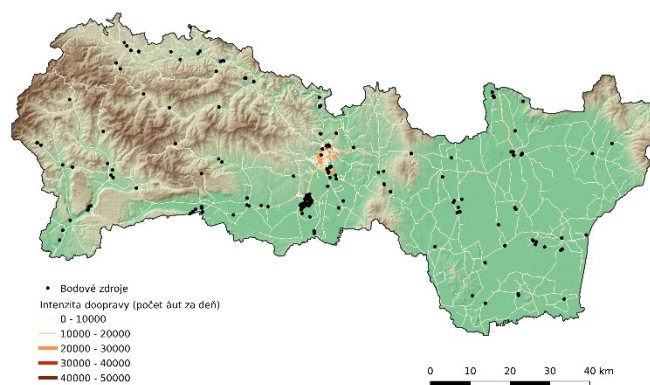 Bodové zdroje
Intenzita doopravy (počet áut za deň)
0 - 10000
10000 - 20000
20000 - 30000
30000 - 40000
40000 - 50000
0 10 20 30 40 km